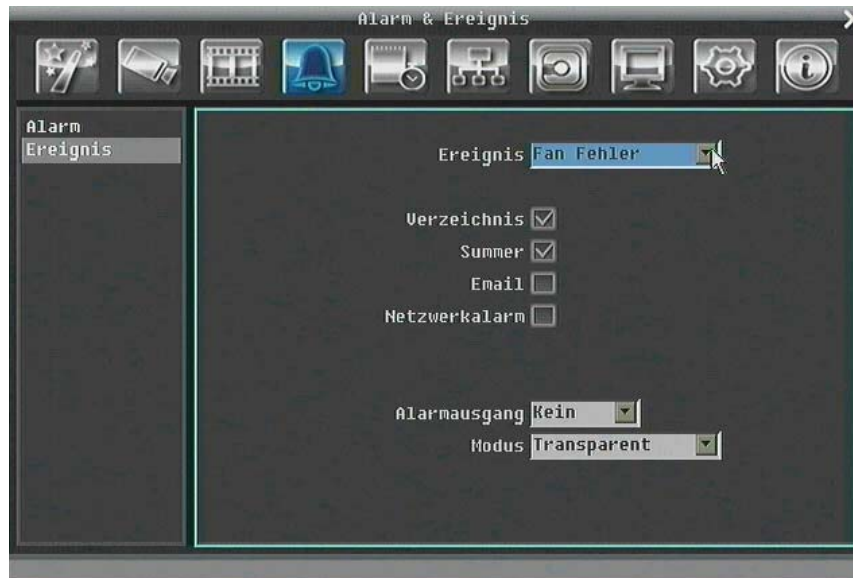 Alarm & Ereignis
Alarm
Ereignis
Ereignis Fan Fehler
Verzeichnis
Summer
Email
Netzwerkalarm
Alarmausgang Kein
Modus Transparent